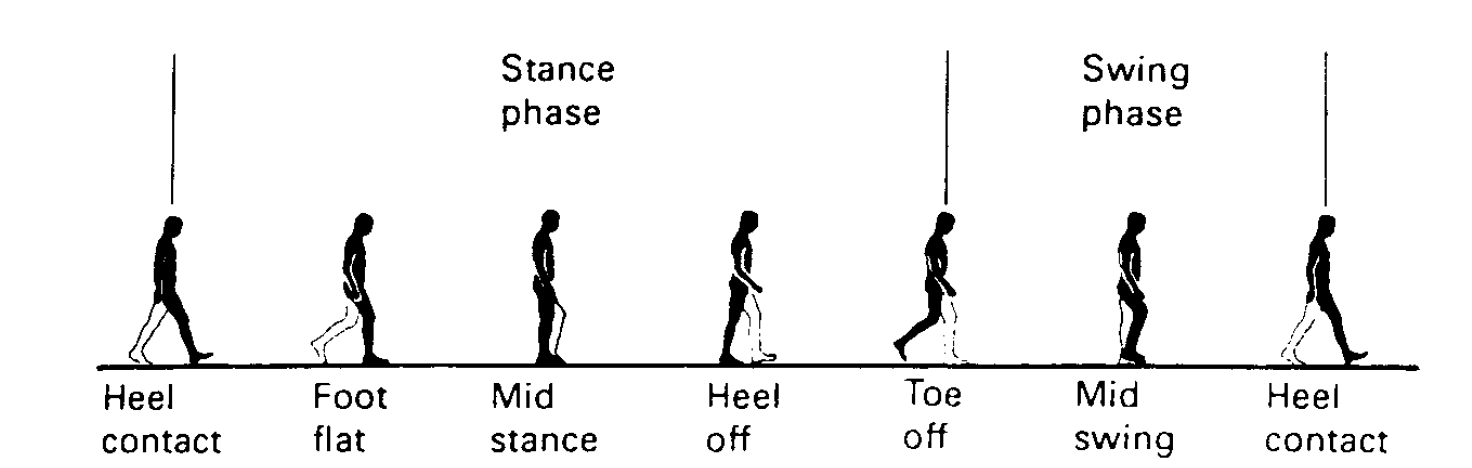 Stance
phase
Swing
phase
Heel
contact
Foot
flat
Mid
stance
Heel
off
Toe
off
Mid
swing
Heel
contact